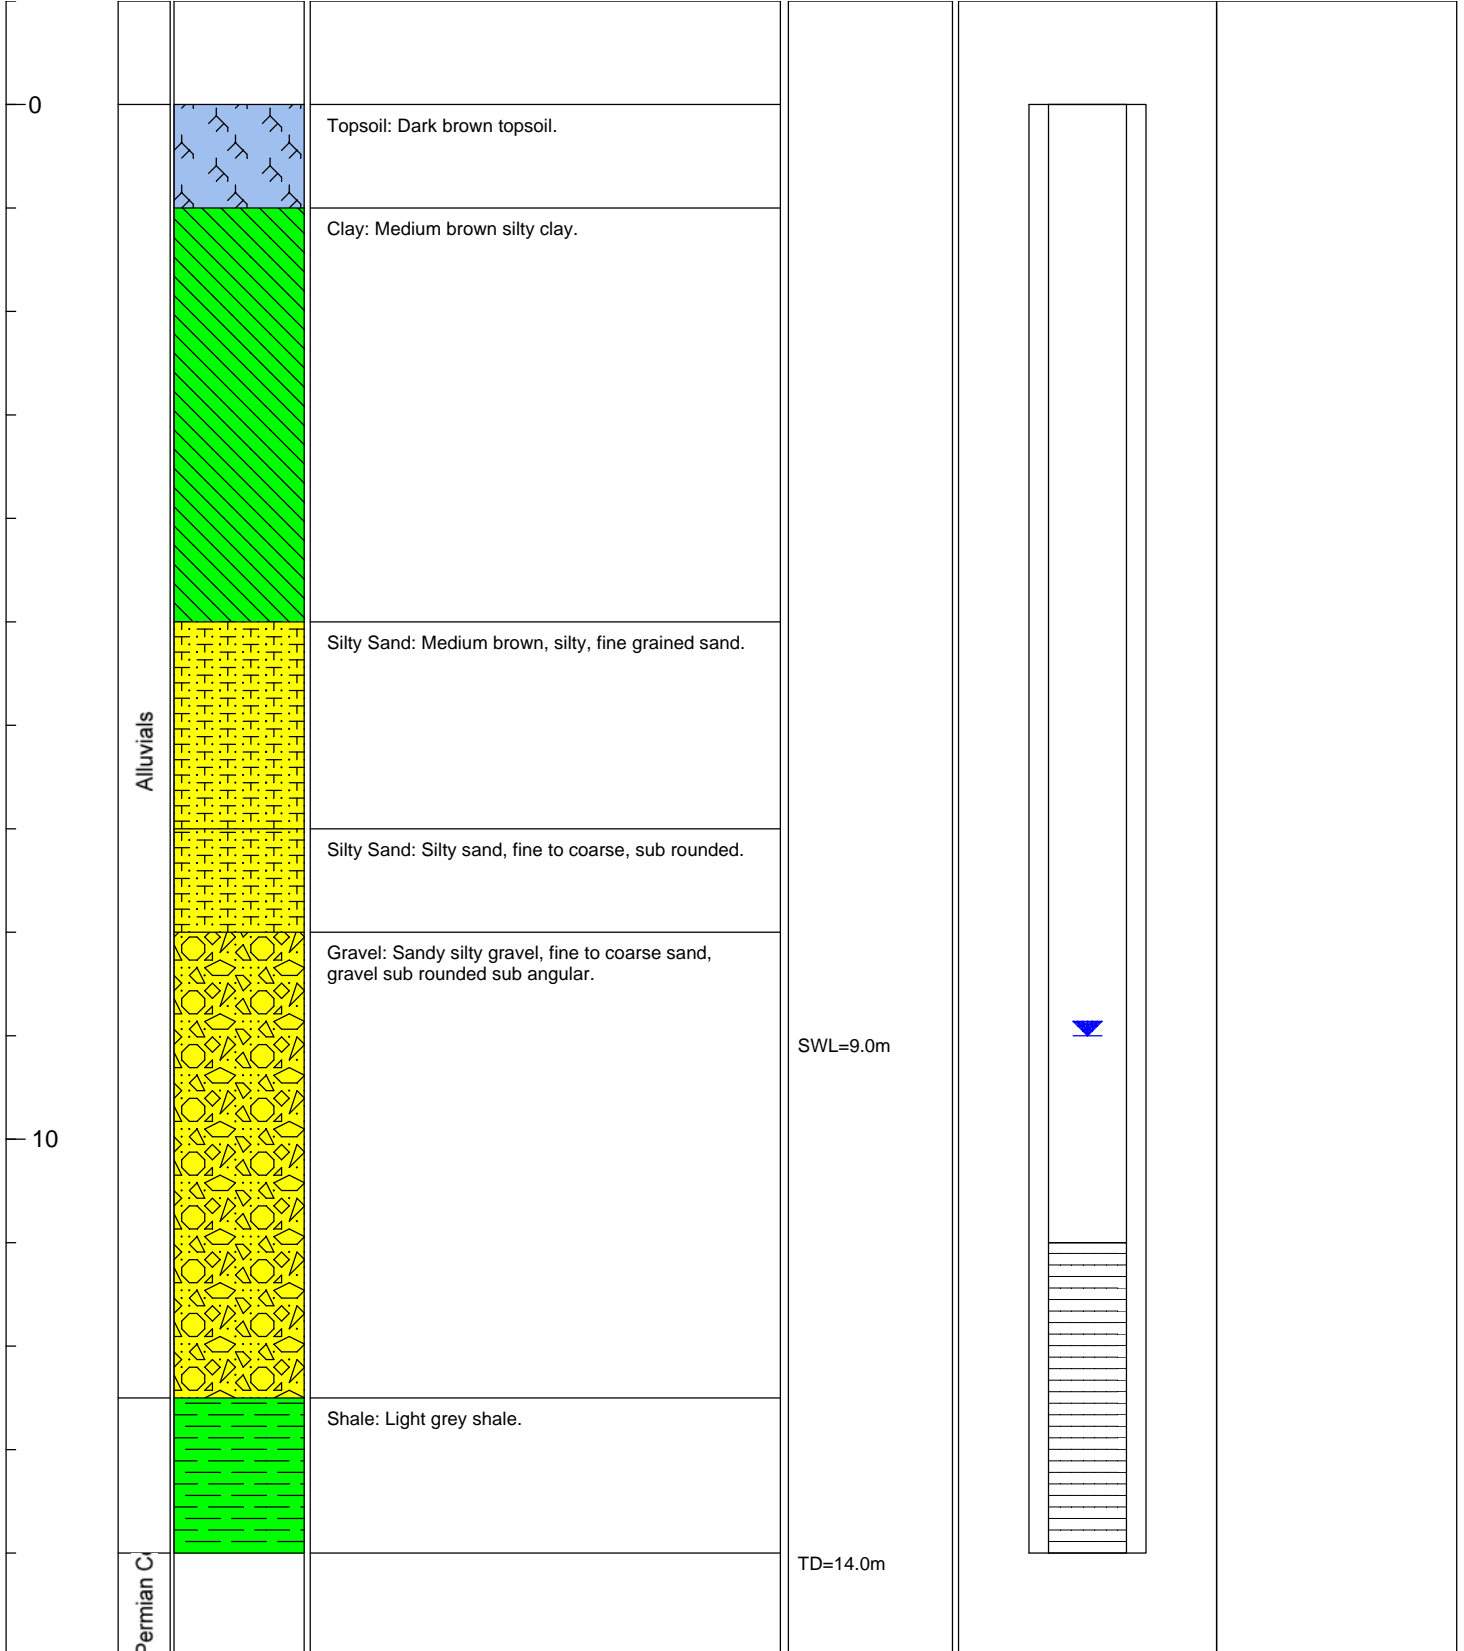 0
Topsoil: Dark brown topsoil.
Clay: Medium brown silty clay.
Silty Sand: Medium brown, silty, fine grained sand.
Alluvials
Silty Sand: Silty sand, fine to coarse, sub rounded.
Gravel: Sandy silty gravel, fine to coarse sand,
gravel sub rounded sub angular.
SWL=9.0m
10
Shale: Light grey shale.
TD=14.0m
Permian